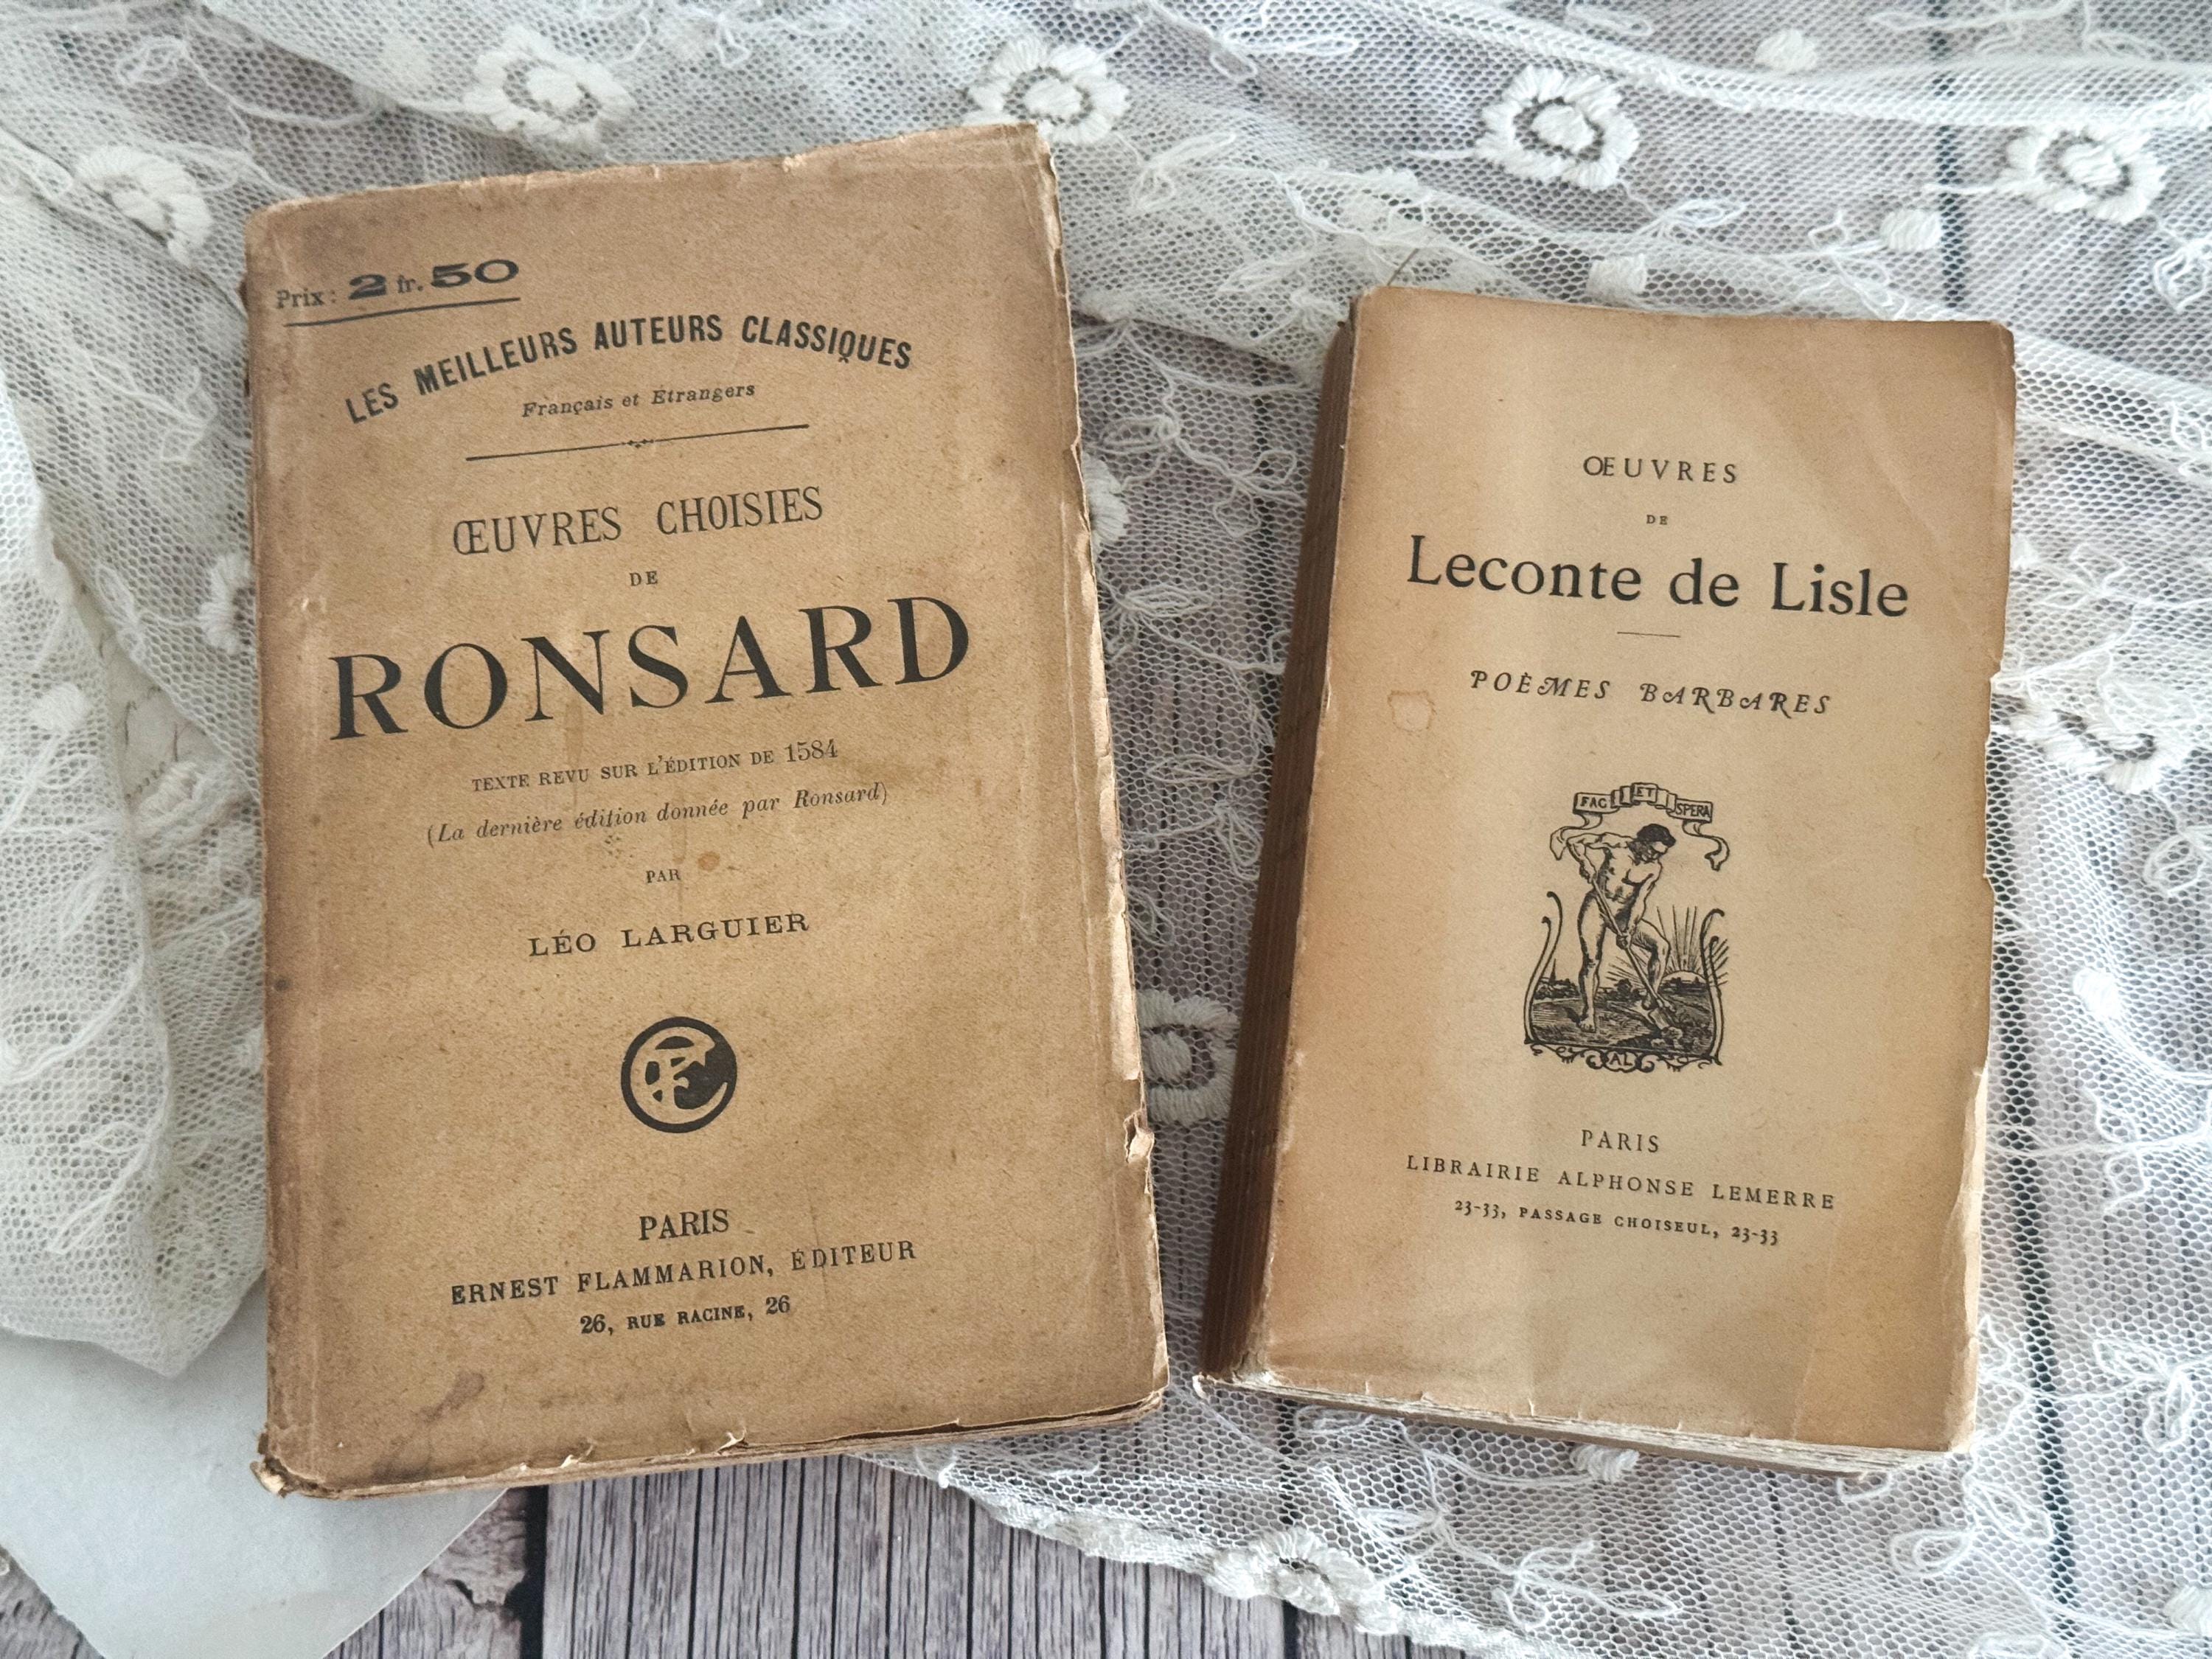 Prix : 2 fr. 50
LES MEILLEURS AUTEURS CLASSIQUES
Français et Étrangers
ŒUVRES CHOISIES
DE
RONSARD
TEXTE REVU SUR L'ÉDITION DE 1584
(La dernière édition donnée par Ronsard)
PAR
LÉO LARGUIER
PARIS
ERNEST FLAMMARION, ÉDITEUR
26, RUE RACINE, 26
ŒUVRES
DE
Leconte de Lisle
POÈMES BARBARES
FAC ET SPERA
AL
PARIS
LIBRAIRIE ALPHONSE LEMERRE
23-33, PASSAGE CHOISEUL, 23-33